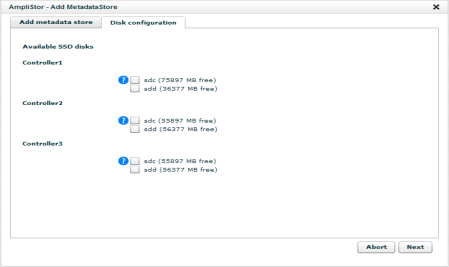 AmpliStor - Add MetadataStore
Add metadata store
Disk configuration
Available SSD disks
Controller1
? sdc (75897 MB free)
sdd (36377 MB free)
Controller2
? sdc (55897 MB free)
sdd (56377 MB free)
Controller3
? sdc (55897 MB free)
sdd (56377 MB free)
Abort
Next